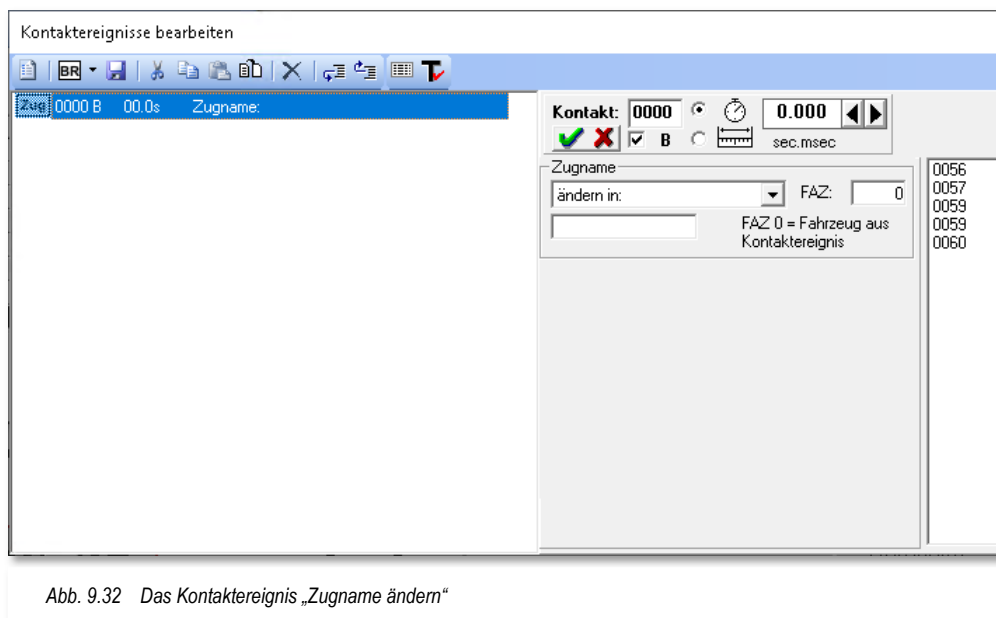 Kontaktereignisse bearbeiten
BR
Zug 0000 B 00.0s Zugname:
Kontakt: 0000 0.000
B sec.msec
Zugname
ändern in: FAZ: 0
FAZ 0 = Fahrzeug aus
Kontaktereignis
0056
0057
0059
0059
0060
Abb. 9.32 Das Kontaktereignis „Zugname ändern“